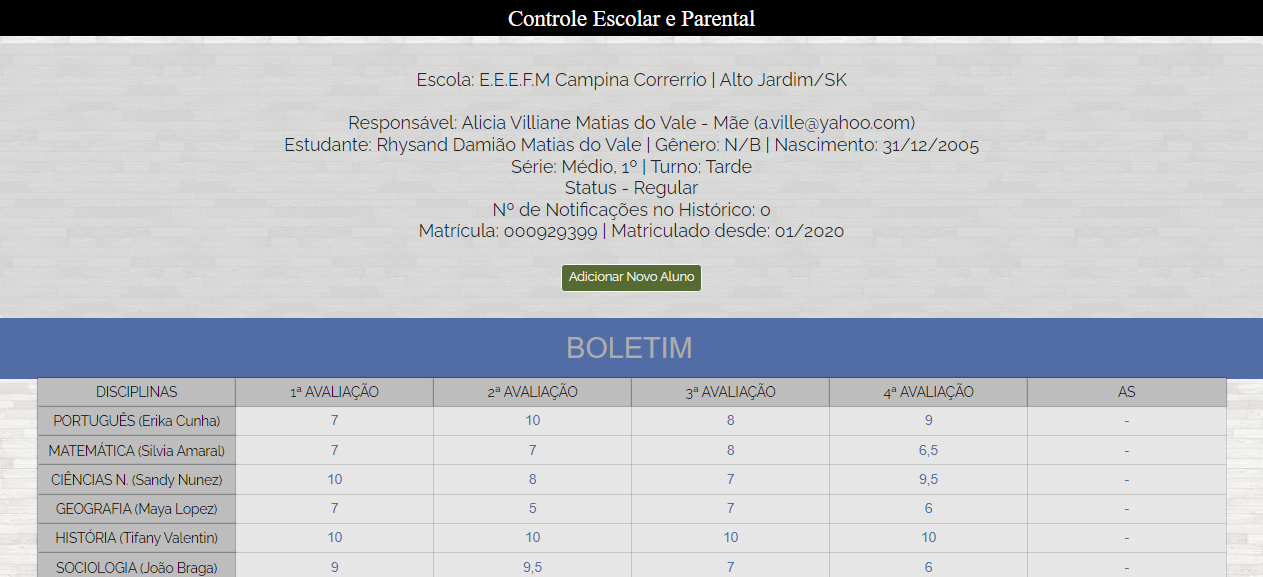 Controle Escolar e Parental
Escola: E.E.E.F.M Campina Correrrio | Alto Jardim/SK
Responsável: Alicia Villiane Matias do Vale - Mãe (a.ville@yahoo.com)
Estudante: Rhysand Damião Matias do Vale | Gênero: N/B | Nascimento: 31/12/2005
Série: Médio, 1º | Turno: Tarde
Status - Regular
Nº de Notificações no Histórico: 0
Matrícula: 000929399 | Matriculado desde: 01/2020
Adicionar Novo Aluno
BOLETIM
DISCIPLINAS 1ª AVALIAÇÃO 2ª AVALIAÇÃO 3ª AVALIAÇÃO 4ª AVALIAÇÃO AS
PORTUGUÊS (Erika Cunha) 7 10 8 9 -
MATEMÁTICA (Silvia Amaral) 7 7 8 6,5 -
CIÊNCIAS N. (Sandy Nunez) 10 8 7 9,5 -
GEOGRAFIA (Maya Lopez) 7 5 7 6 -
HISTÓRIA (Tifany Valentin) 10 10 10 10 -
SOCIOLOGIA (João Braga) 9 9,5 7 6 -